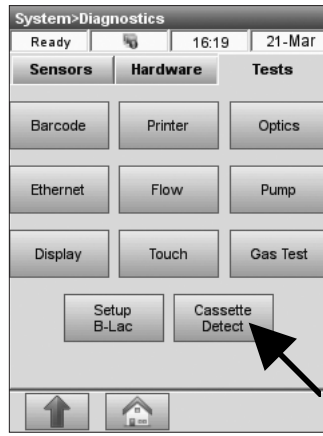 System>Diagnostics
Ready 16:19 21-Mar
Sensors Hardware Tests
Barcode Printer Optics
Ethernet Flow Pump
Display Touch Gas Test
Setup
B-Lac
Cassette
Detect